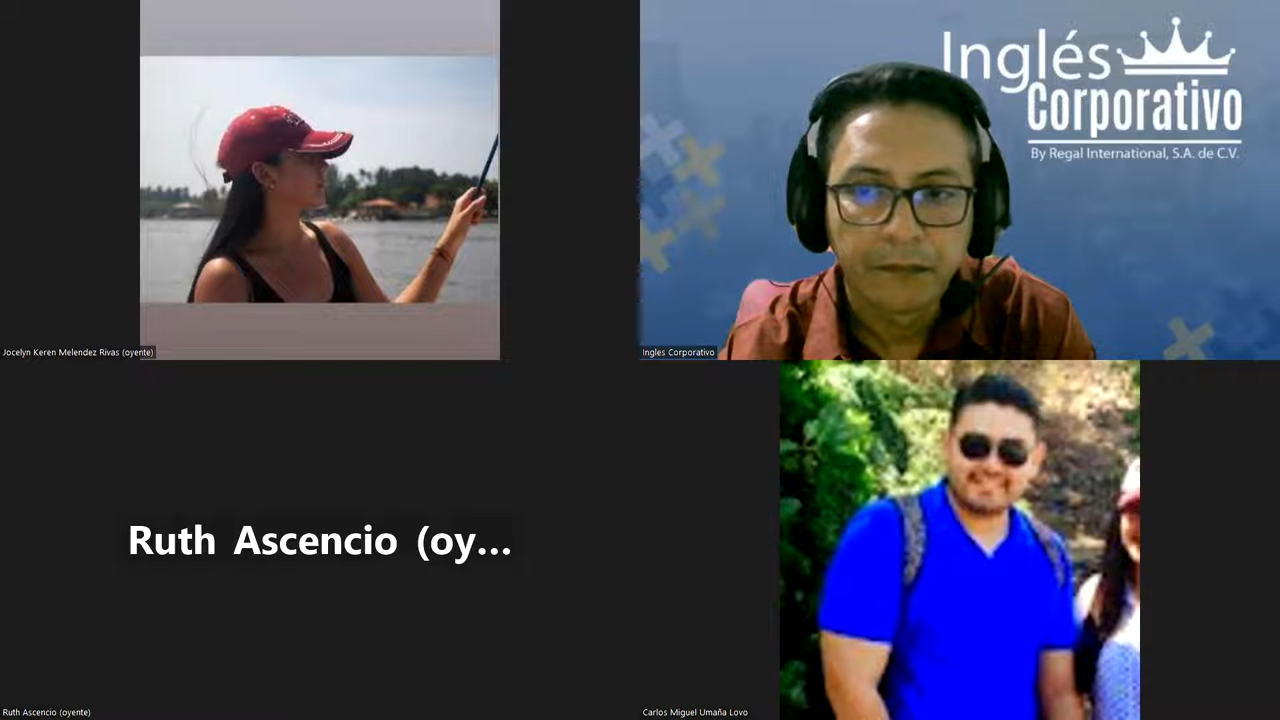 Inglés
Corporativo
By Regal International, S.A. de C.V.
Jocelyn Keren Melendez Rivas (oyente)
Ingles Corporativo
Ruth Ascencio (oy...
Ruth Ascencio (oyente)
Carlos Miguel Umaña Lovo